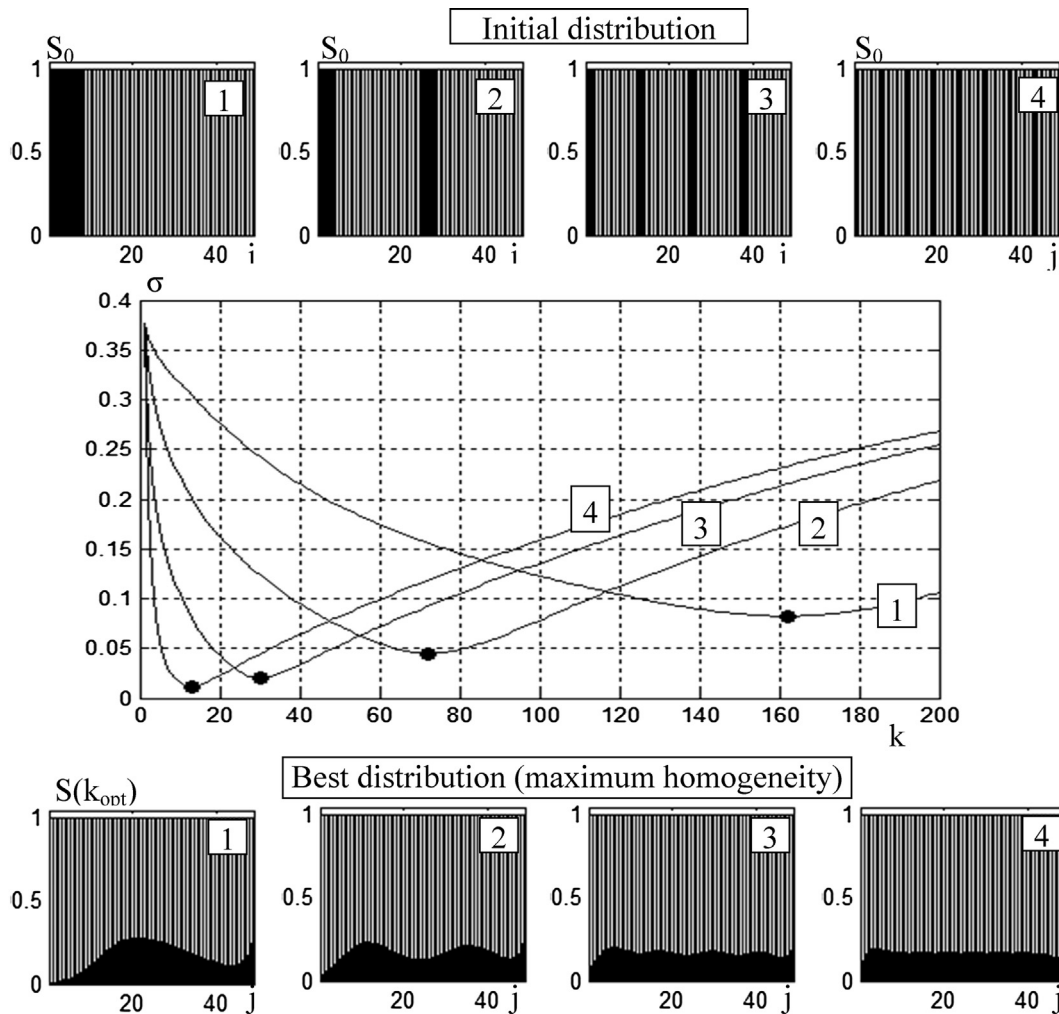 Initial distribution
S₀ S₀ S₀
1 1 1 1
1 2 3 4
0.5 0.5 0.5 0.5
0 0 0 0
20 40 i 20 40 i 20 40 i 20 40 j
σ
0.4
0.35
0.3
0.25
0.2
0.15
0.1
0.05
0
4 3 2 1
0 20 40 60 80 100 120 140 160 180 200
k
Best distribution (maximum homogeneity)
S(kₒₚₜ)
1 1 1 1
1 2 3 4
0.5 0.5 0.5 0.5
0 0 0 0
20 40 j 20 40 j 20 40 j 20 40 j